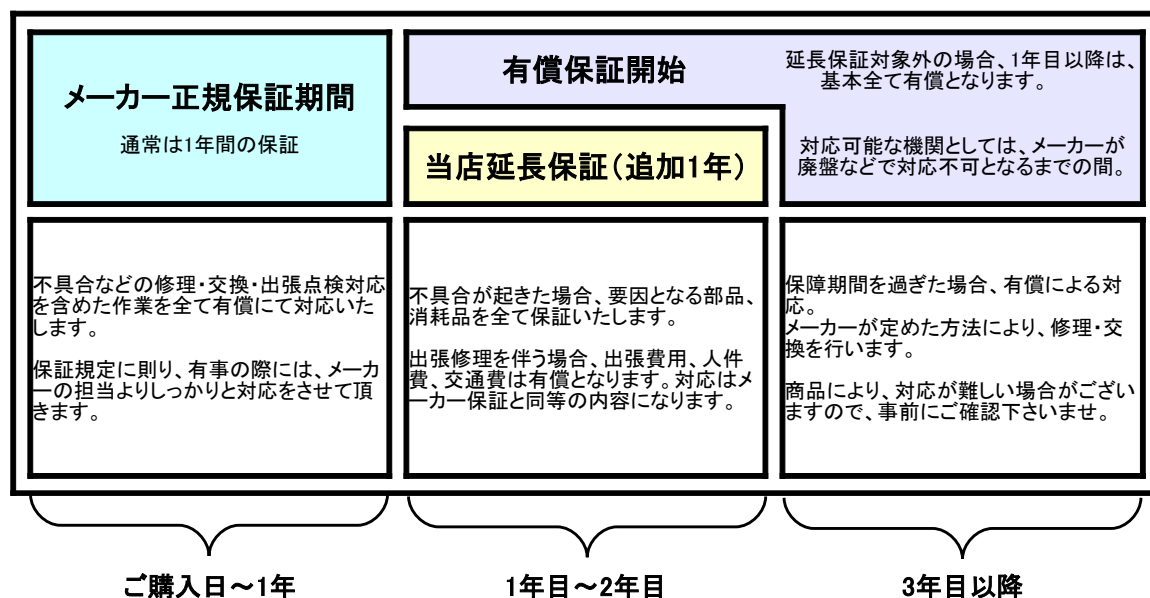 メーカー正規保証期間
通常は1年間の保証
有償保証開始
延長保証対象外の場合、1年目以降は、
基本全て有償となります。
対応可能な機関としては、メーカーが
廃盤などで対応不可となるまでの間。
当店延長保証（追加1年）
不具合などの修理・交換・出張点検対応
を含めた作業を全て有償にて対応いた
します。
保証規定に則り、有事の際には、メーカ
ーの担当よりしっかりと対応をさせて頂
きます。
不具合が起きた場合、要因となる部品、
消耗品を全て保証いたします。
出張修理を伴う場合、出張費用、人件
費、交通費は有償となります。対応はメ
ーカー保証と同等の内容になります。
保障期間を過ぎた場合、有償による対
応。
メーカーが定めた方法により、修理・交
換を行います。
商品により、対応が難しい場合がござい
ますので、事前にご確認下さいませ。
ご購入日～1年
1年目～2年目
3年目以降